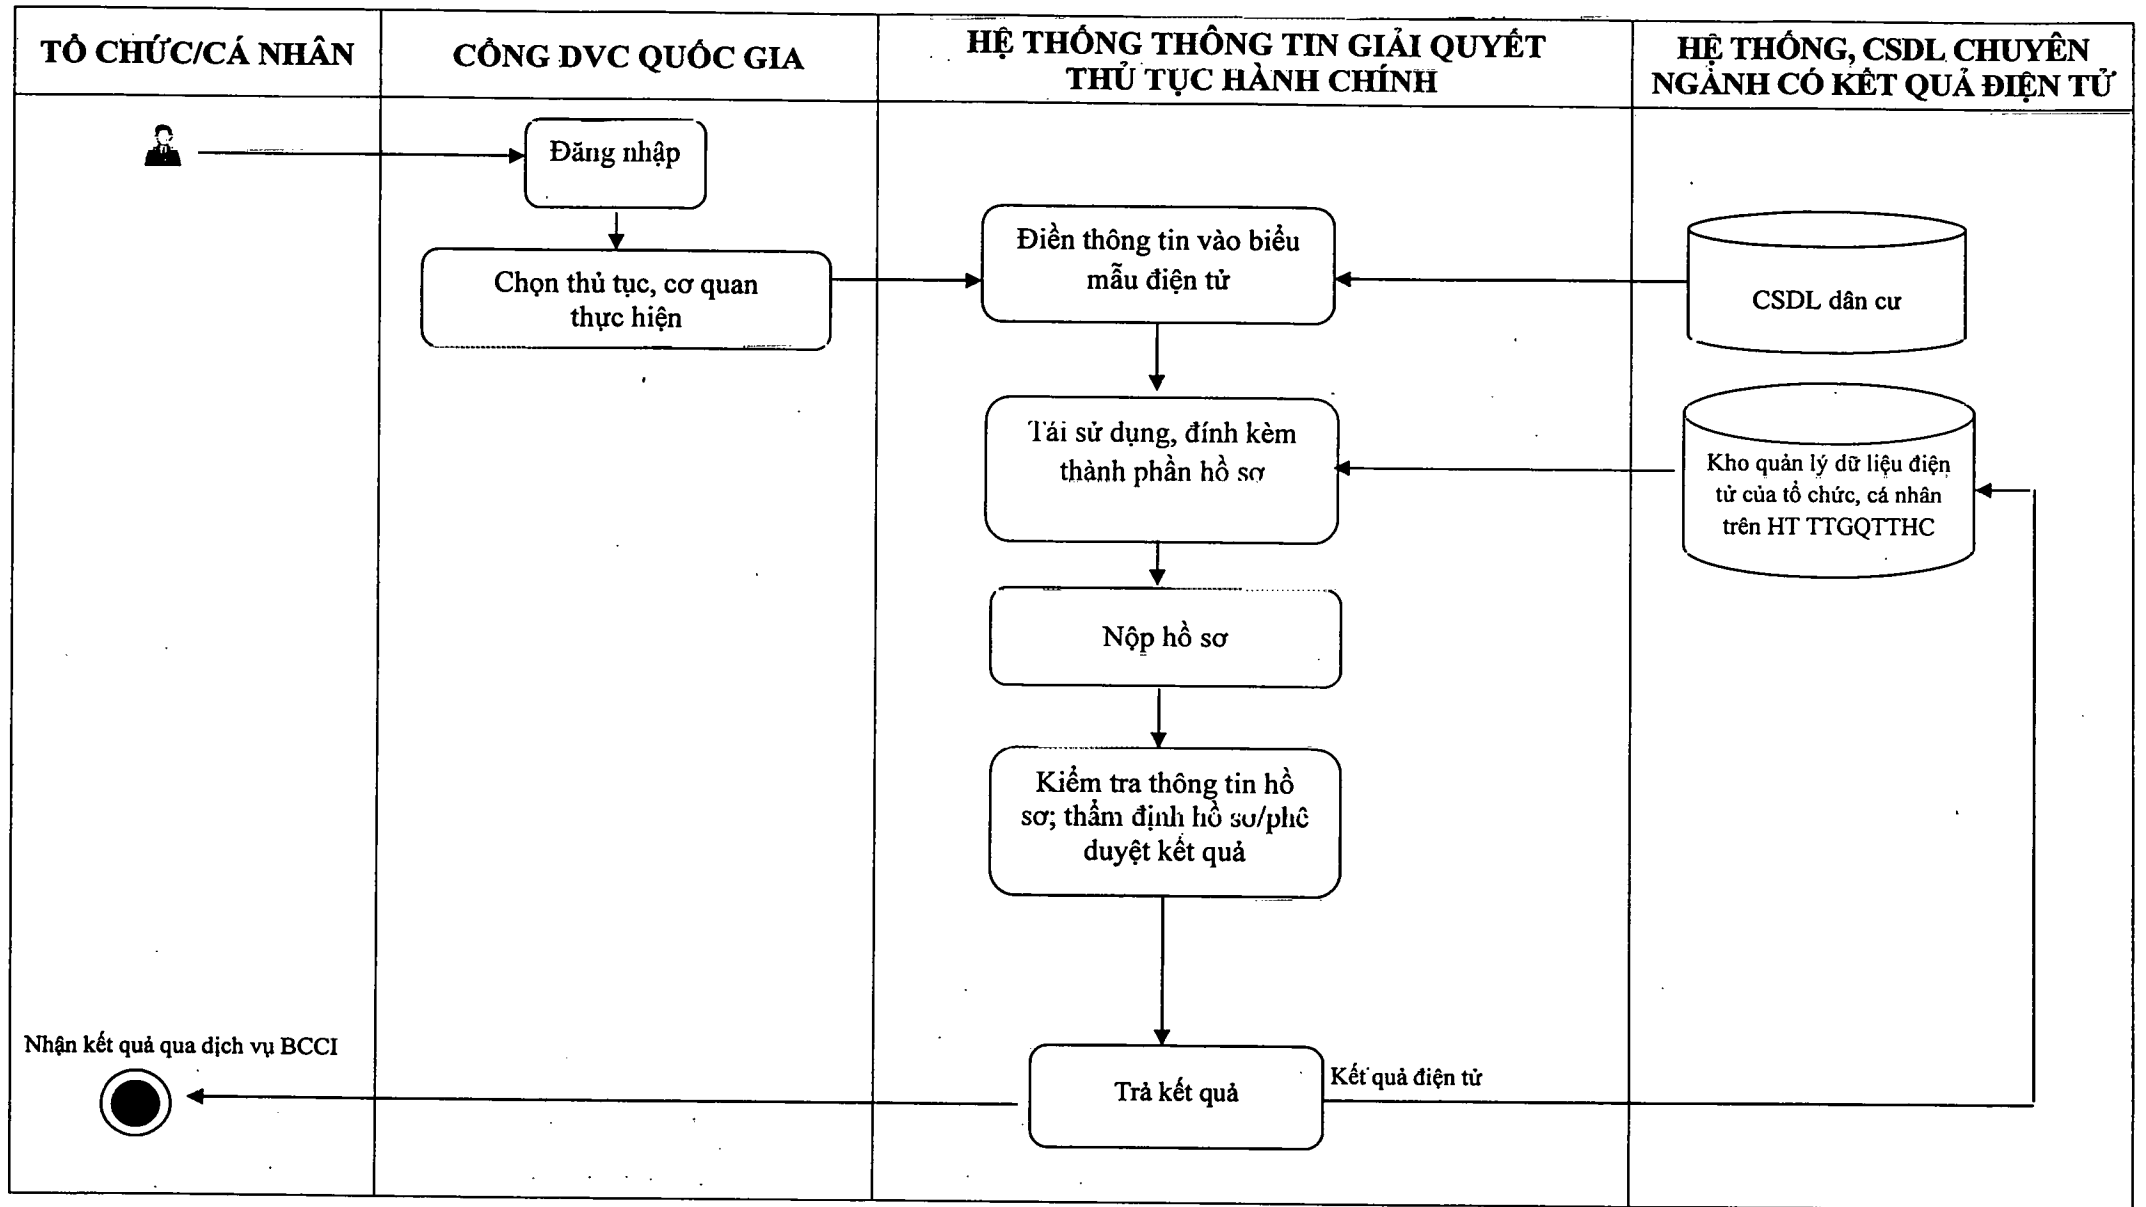 TỔ CHỨC/CÁ NHÂN
CỔNG DVC QUỐC GIA
HỆ THỐNG THÔNG TIN GIẢI QUYẾT
THỦ TỤC HÀNH CHÍNH
HỆ THỐNG, CSDL CHUYÊN
NGÀNH CÓ KẾT QUẢ ĐIỆN TỬ
Đăng nhập
Chọn thủ tục, cơ quan
thực hiện
Điền thông tin vào biểu
mẫu điện tử
CSDL dân cư
Tái sử dụng, đính kèm
thành phần hồ sơ
Kho quản lý dữ liệu điện
tử của tổ chức, cá nhân
trên HT TTGQTTHC
Nộp hồ sơ
Kiểm tra thông tin hồ
sơ; thẩm định hồ sơ/phê
duyệt kết quả
Nhận kết quả qua dịch vụ BCCI
Trả kết quả
Kết quả điện tử